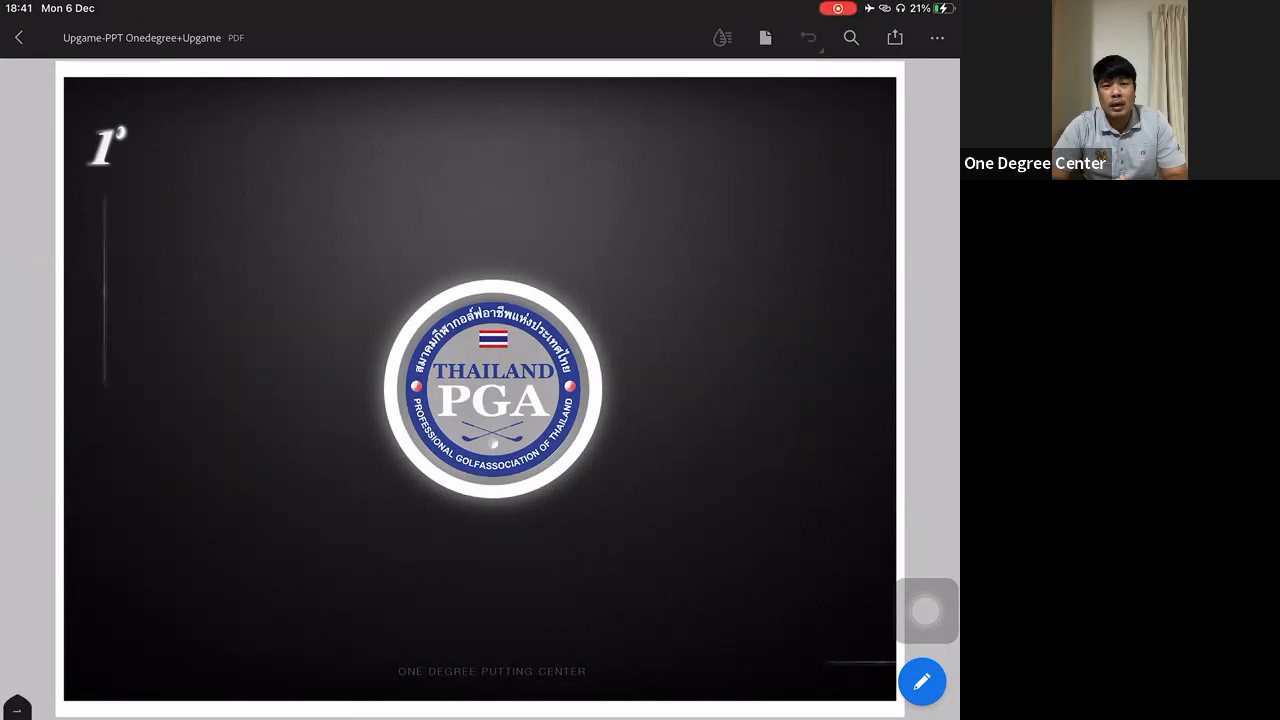 18:41 Mon 6 Dec
21%
Upgame-PPT Onedegree+Upgame PDF
1°
สมาคมกีฬากอล์ฟอาชีพแห่งประเทศไทย
THAILAND
PGA
PROFESSIONAL GOLFASSOCIATION OF THAILAND
ONE DEGREE PUTTING CENTER
One Degree Center